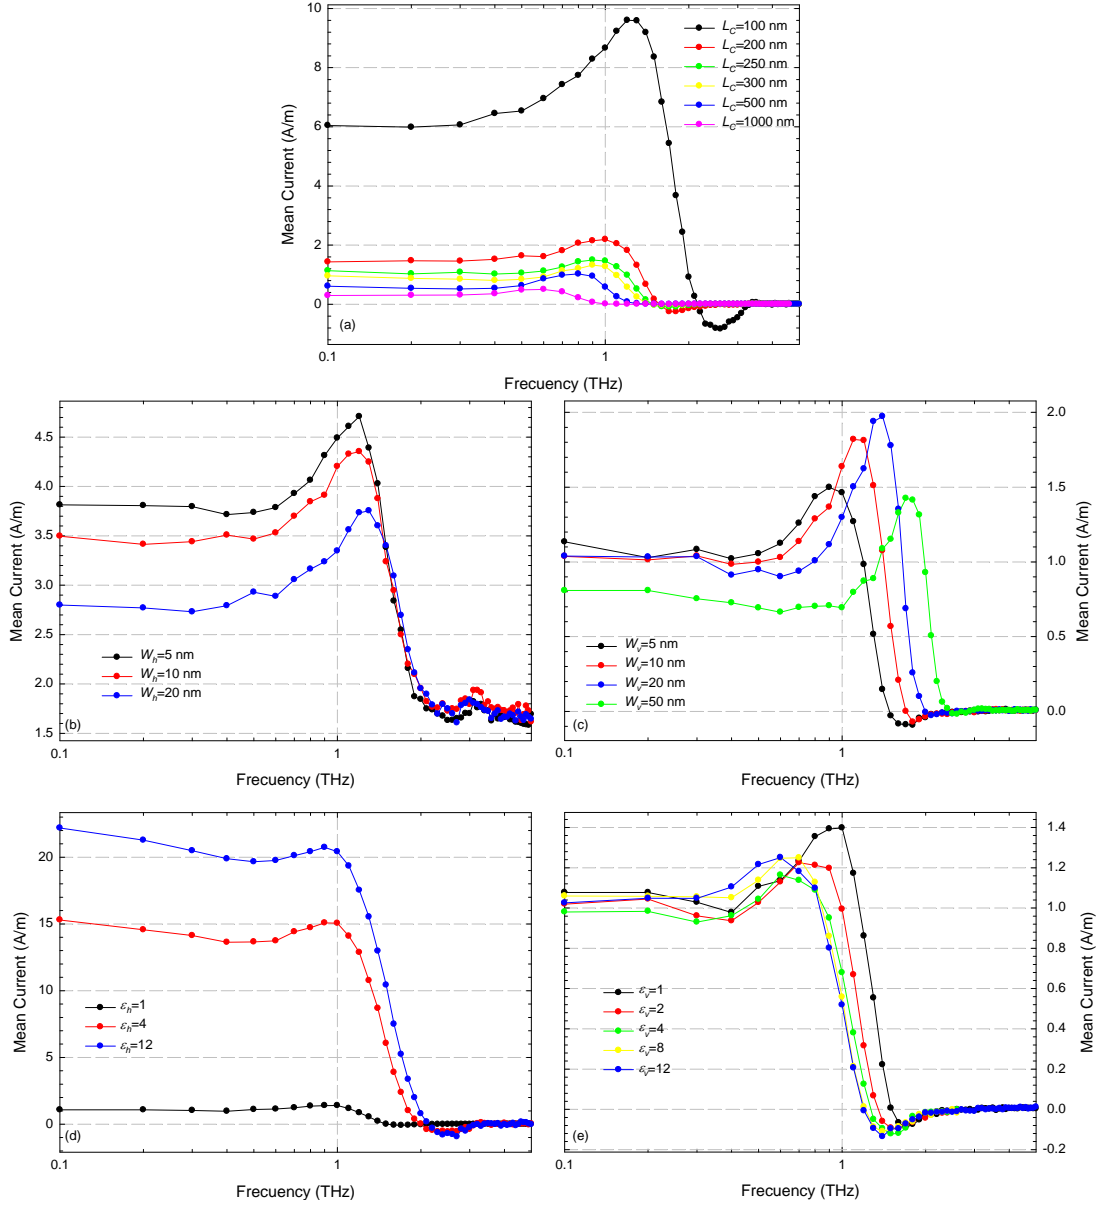 10
8
6
4
2
0
Mean Current (A/m)
L_C=100 nm
L_C=200 nm
L_C=250 nm
L_C=300 nm
L_C=500 nm
L_C=1000 nm
(a)
0.1
1
Frecuency (THz)
4.5
4.0
3.5
3.0
2.5
2.0
1.5
Mean Current (A/m)
W_h=5 nm
W_h=10 nm
W_h=20 nm
(b)
0.1
1
Frecuency (THz)
2.0
1.5
1.0
0.5
0.0
Mean Current (A/m)
W_v=5 nm
W_v=10 nm
W_v=20 nm
W_v=50 nm
(c)
0.1
1
Frecuency (THz)
20
15
10
5
0
Mean Current (A/m)
ε_h=1
ε_h=4
ε_h=12
(d)
0.1
1
Frecuency (THz)
1.4
1.2
1.0
0.8
0.6
0.4
0.2
0.0
-0.2
Mean Current (A/m)
ε_v=1
ε_v=2
ε_v=4
ε_v=8
ε_v=12
(e)
0.1
1
Frecuency (THz)